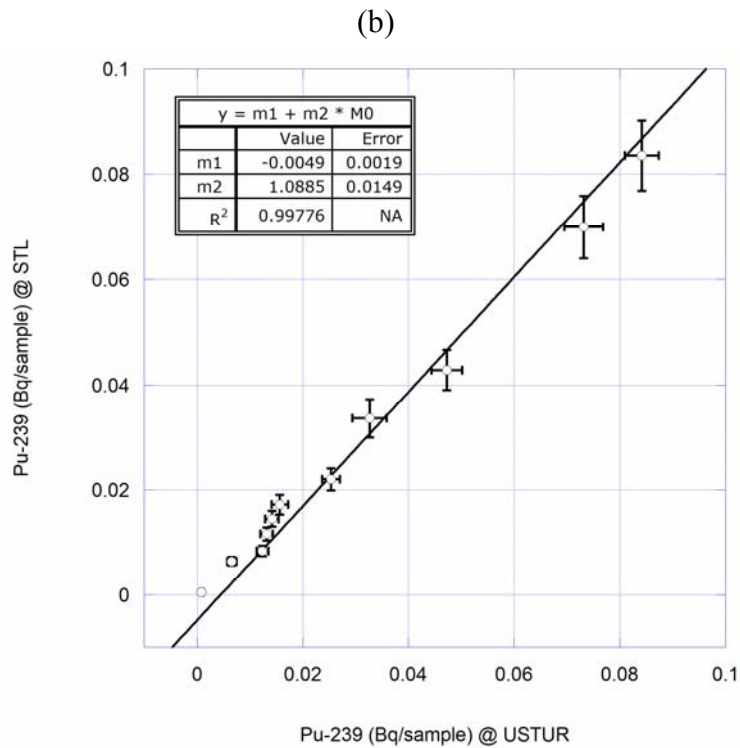 (b)
0.1
y = m1 + m2 * M0
Value Error
m1 -0.0049 0.0019
m2 1.0885 0.0149
R² 0.99776 NA
0.08
0.06
0.04
0.02
0
Pu-239 (Bq/sample) @ STL
0 0.02 0.04 0.06 0.08 0.1
Pu-239 (Bq/sample) @ USTUR